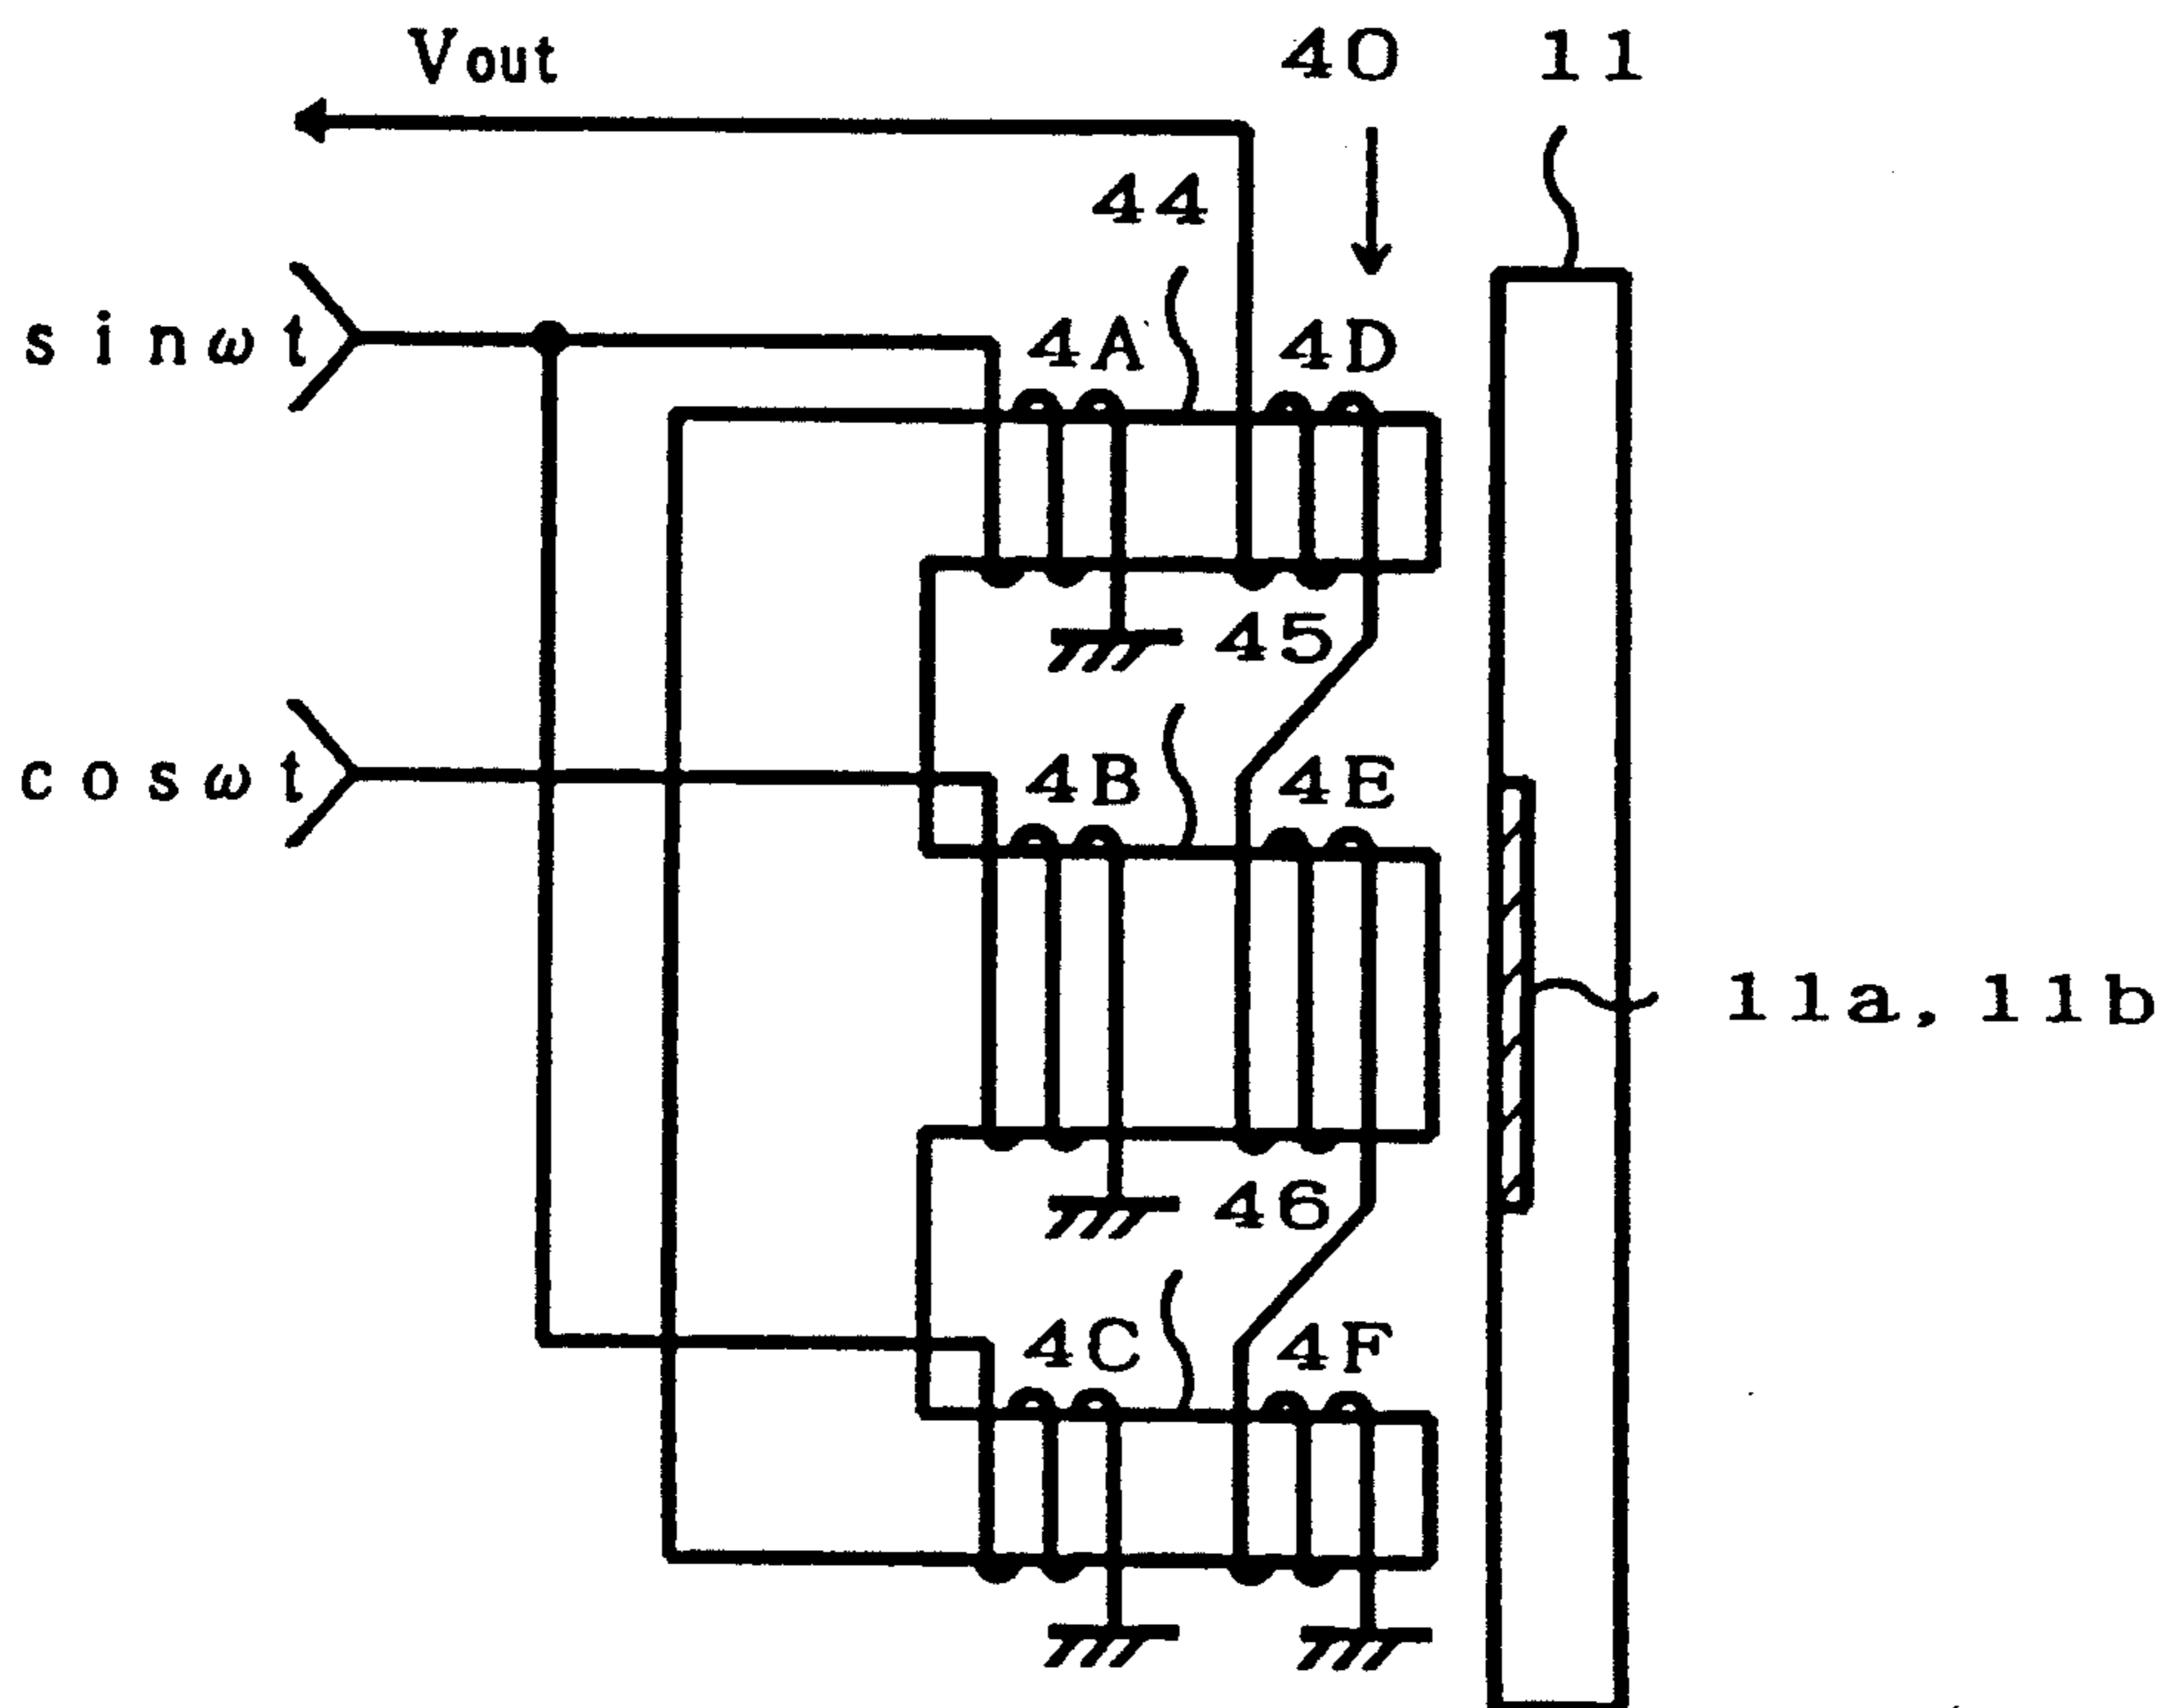 Vout
40
11
44
sinωt
4A
4D
45
cosωt
4B
4E
11a, 11b
46
4C
4F